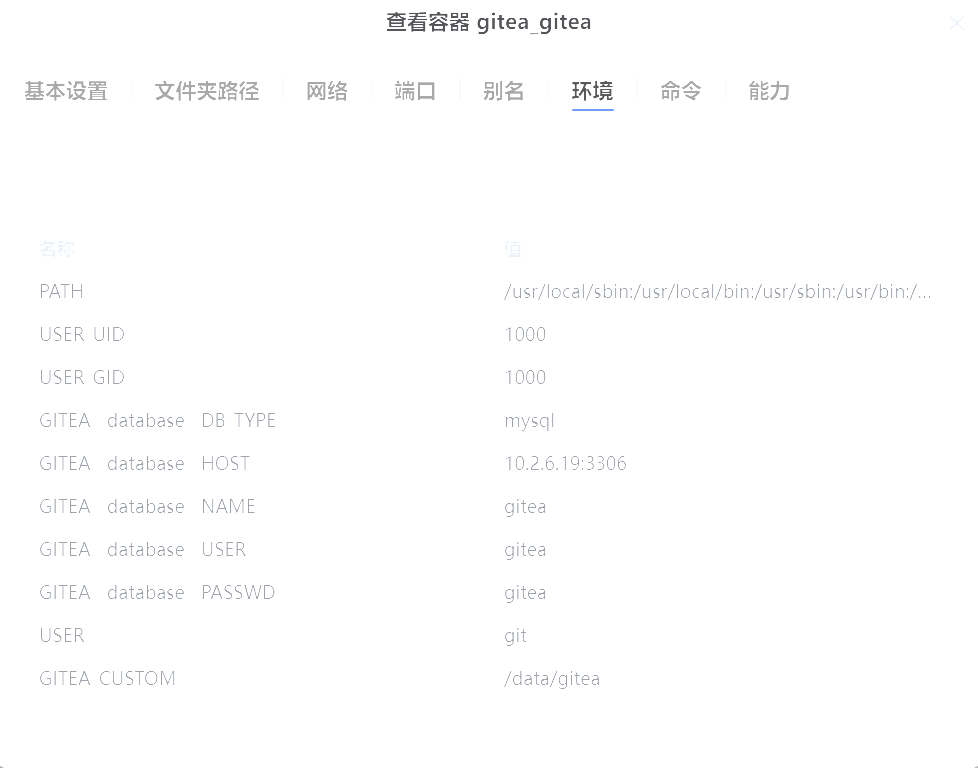 查看容器 gitea_gitea
基本设置 文件夹路径 网络 端口 别名 环境 命令 能力
名称 值
PATH /usr/local/sbin:/usr/local/bin:/usr/sbin:/usr/bin:/...
USER UID 1000
USER GID 1000
GITEA database DB TYPE mysql
GITEA database HOST 10.2.6.19:3306
GITEA database NAME gitea
GITEA database USER gitea
GITEA database PASSWD gitea
USER git
GITEA CUSTOM /data/gitea